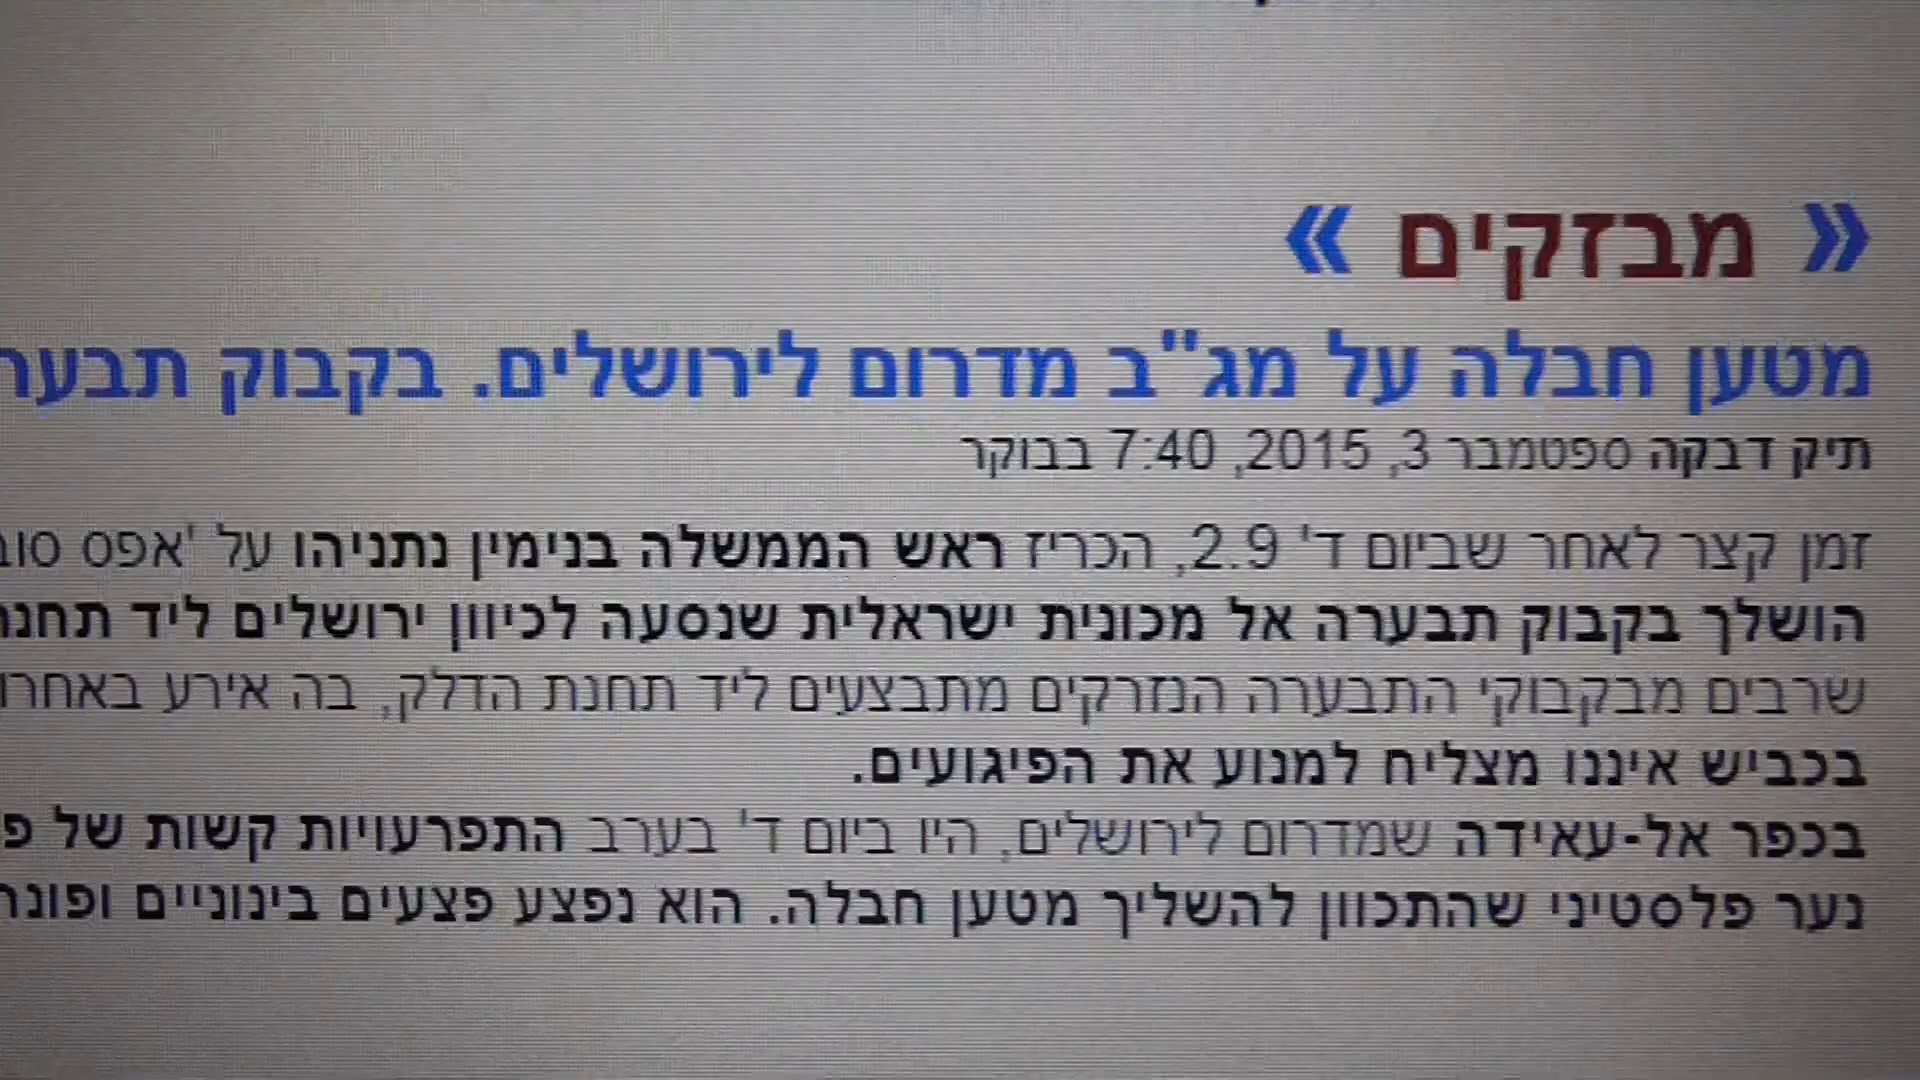 « מבזקים »
מטען חבלה על מג"ב מדרום לירושלים. בקבוק תבער
תיק דבקה ספטמבר 3, 2015, 7:40 בבוקר
זמן קצר לאחר שביום ד' 2.9, הכריז ראש הממשלה בנימין נתניהו על 'אפס סוב
הושלך בקבוק תבערה אל מכונית ישראלית שנסעה לכיוון ירושלים ליד תחנ
שרבים מבקבוקי התבערה הנזרקים מתבצעים ליד תחנת הדלק, בה אירע באחרו
בכביש איננו מצליח למנוע את הפיגועים.
בכפר אל-עאידה שמדרום לירושלים, היו ביום ד' בערב התפרעויות קשות של פ
נער פלסטיני שהתכוון להשליך מטען חבלה. הוא נפצע פצעים בינוניים ופונ